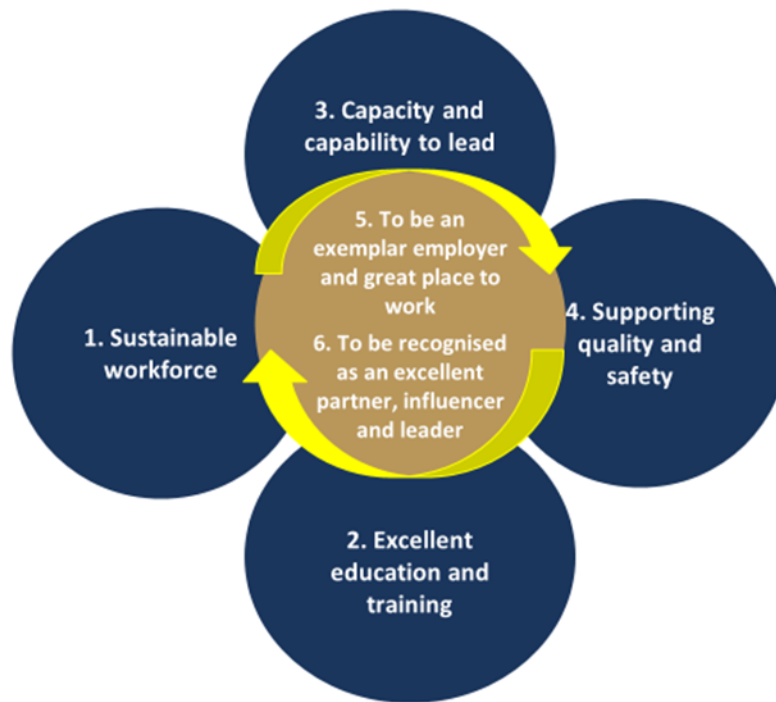 3. Capacity and
capability to lead
5. To be an
exemplar employer
and great place to
work
6. To be recognised
as an excellent
partner, influencer
and leader
1. Sustainable
workforce
4. Supporting
quality and
safety
2. Excellent
education and
training